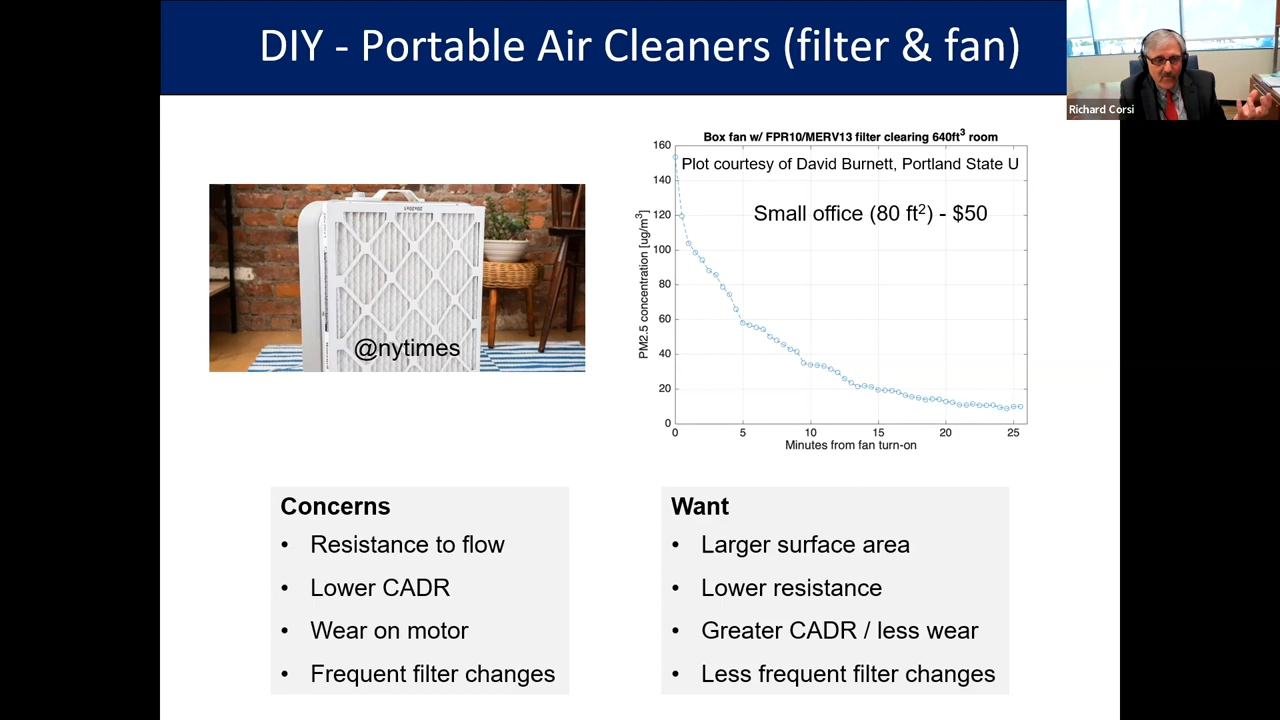 DIY - Portable Air Cleaners (filter & fan)
Richard Corsi
@nytimes
Box fan w/ FPR10/MERV13 filter clearing 640ft³ room
Plot courtesy of David Burnett, Portland State U
Small office (80 ft²) - $50
PM2.5 concentration [ug/m³]
160
140
120
100
80
60
40
20
0
0 5 10 15 20 25
Minutes from fan turn-on
Concerns
• Resistance to flow
• Lower CADR
• Wear on motor
• Frequent filter changes
Want
• Larger surface area
• Lower resistance
• Greater CADR / less wear
• Less frequent filter changes